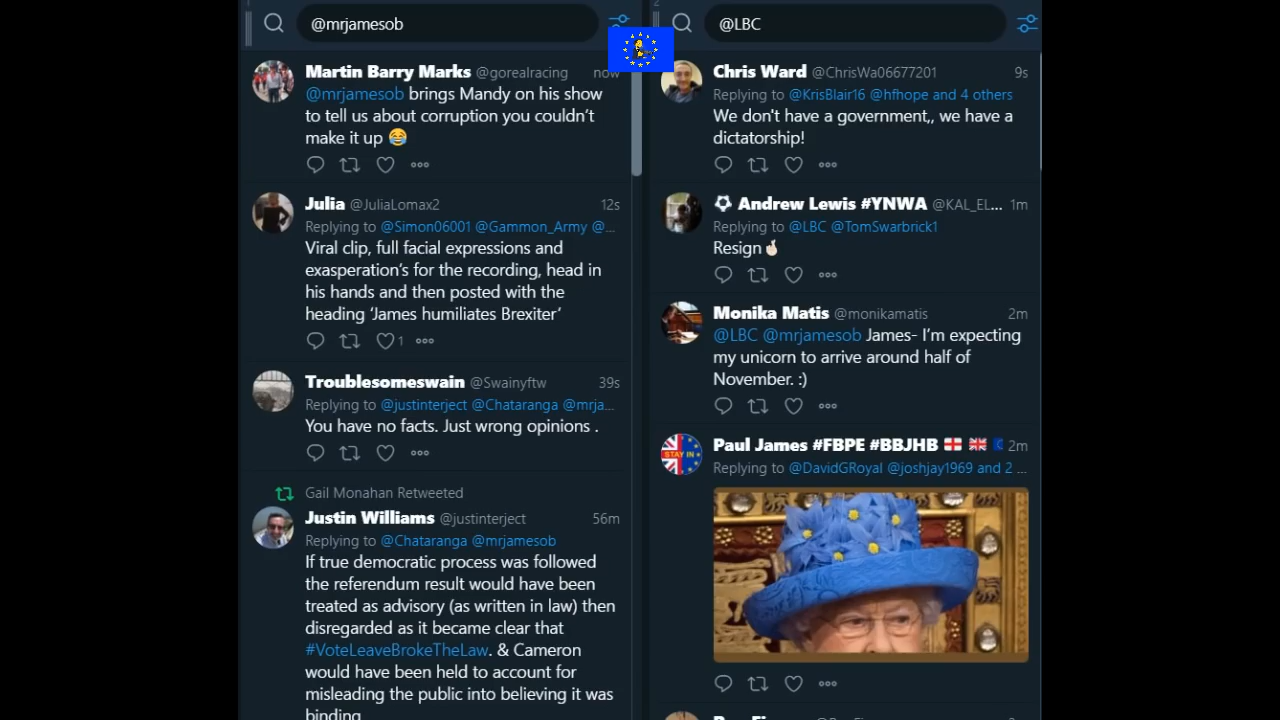 @mrjamesob
Martin Barry Marks @gorealracing now
@mrjamesob brings Mandy on his show
to tell us about corruption you couldn’t
make it up 😂
Julia @JuliaLomax2 12s
Replying to @Simon06001 @Gammon_Army @...
Viral clip, full facial expressions and
exasperation’s for the recording, head in
his hands and then posted with the
heading ‘James humiliates Brexiter’
1
Troublesomeswain @Swainyftw 39s
Replying to @justinterject @Chataranga @mrja...
You have no facts. Just wrong opinions .
Gail Monahan Retweeted
Justin Williams @justinterject 56m
Replying to @Chataranga @mrjamesob
If true democratic process was followed
the referendum result would have been
treated as advisory (as written in law) then
disregarded as it became clear that
#VoteLeaveBrokeTheLaw. & Cameron
would have been held to account for
misleading the public into believing it was
binding
2
@LBC
Chris Ward @ChrisWa06677201 9s
Replying to @KrisBlair16 @hfhope and 4 others
We don't have a government,, we have a
dictatorship!
Andrew Lewis #YNWA @KAL_EL... 1m
Replying to @LBC @TomSwarbrick1
Resign🤞🏻
Monika Matis @monikamatis 2m
@LBC @mrjamesob James- I’m expecting
my unicorn to arrive around half of
November. :)
Paul James #FBPE #BBJHB 2m
Replying to @DavidGRoyal @joshjay1969 and 2 ...
STAY IN